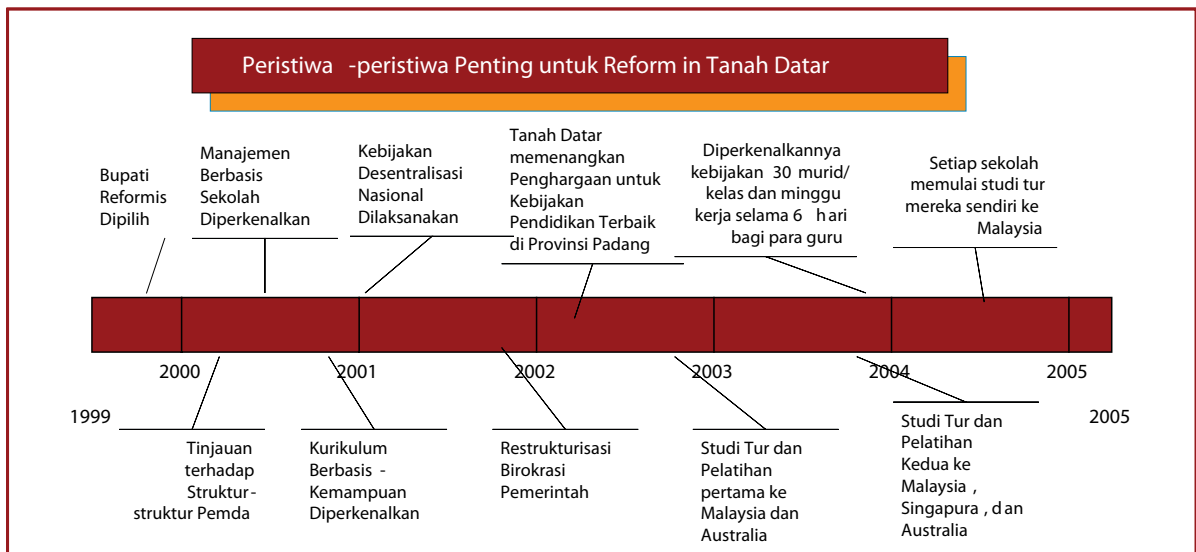 Peristiwa -peristiwa Penting untuk Reform in Tanah Datar
Bupati
Reformis
Dipilih
Manajemen
Berbasis
Sekolah
Diperkenalkan
Kebijakan
Desentralisasi
Nasional
Dilaksanakan
Tanah Datar
memenangkan
Penghargaan untuk
Kebijakan
Pendidikan Terbaik
di Provinsi Padang
Diperkenalkannya
kebijakan 30 murid/
kelas dan minggu
kerja selama 6 hari
bagi para guru
Setiap sekolah
memulai studi tur
mereka sendiri ke
Malaysia
2000
2001
2002
2003
2004
2005
1999
2005
Tinjauan
terhadap
Struktur-
struktur Pemda
Kurikulum
Berbasis -
Kemampuan
Diperkenalkan
Restrukturisasi
Birokrasi
Pemerintah
Studi Tur dan
Pelatihan
pertama ke
Malaysia dan
Australia
Studi Tur dan
Pelatihan
Kedua ke
Malaysia ,
Singapura , dan
Australia